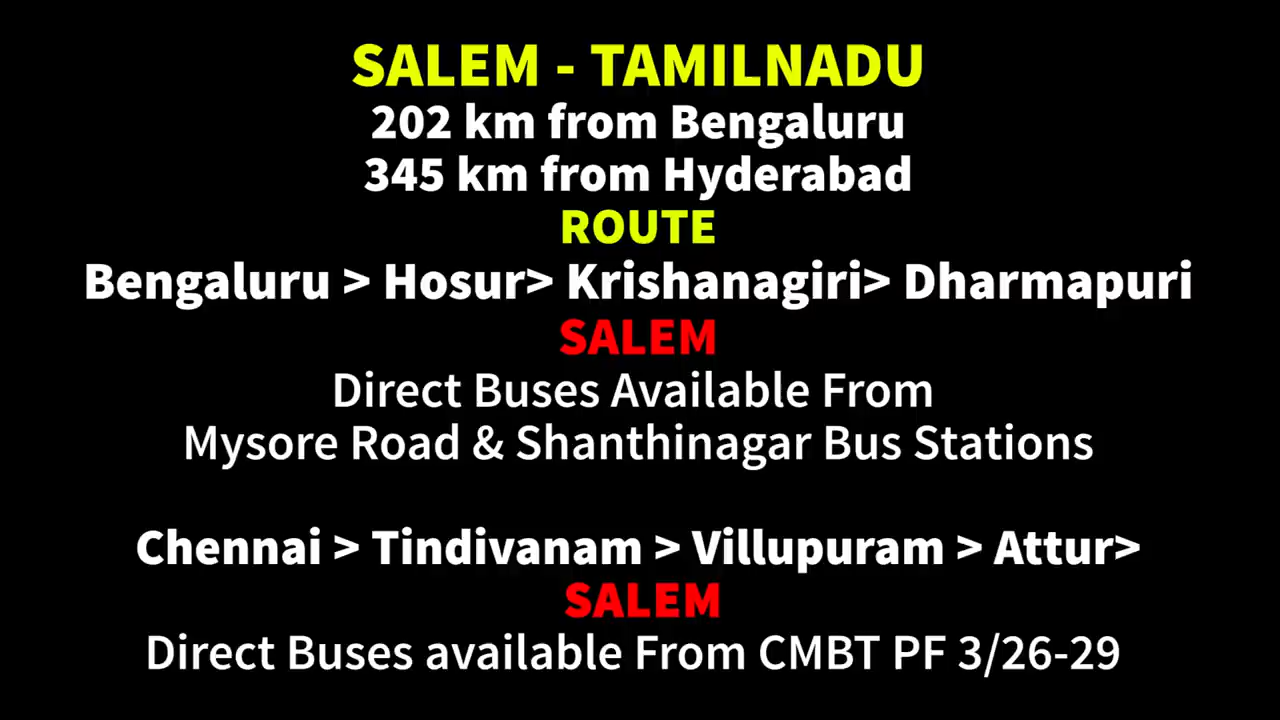 SALEM - TAMILNADU
202 km from Bengaluru
345 km from Hyderabad
ROUTE
Bengaluru > Hosur> Krishanagiri> Dharmapuri
SALEM
Direct Buses Available From
Mysore Road & Shanthinagar Bus Stations
Chennai > Tindivanam > Villupuram > Attur>
SALEM
Direct Buses available From CMBT PF 3/26-29